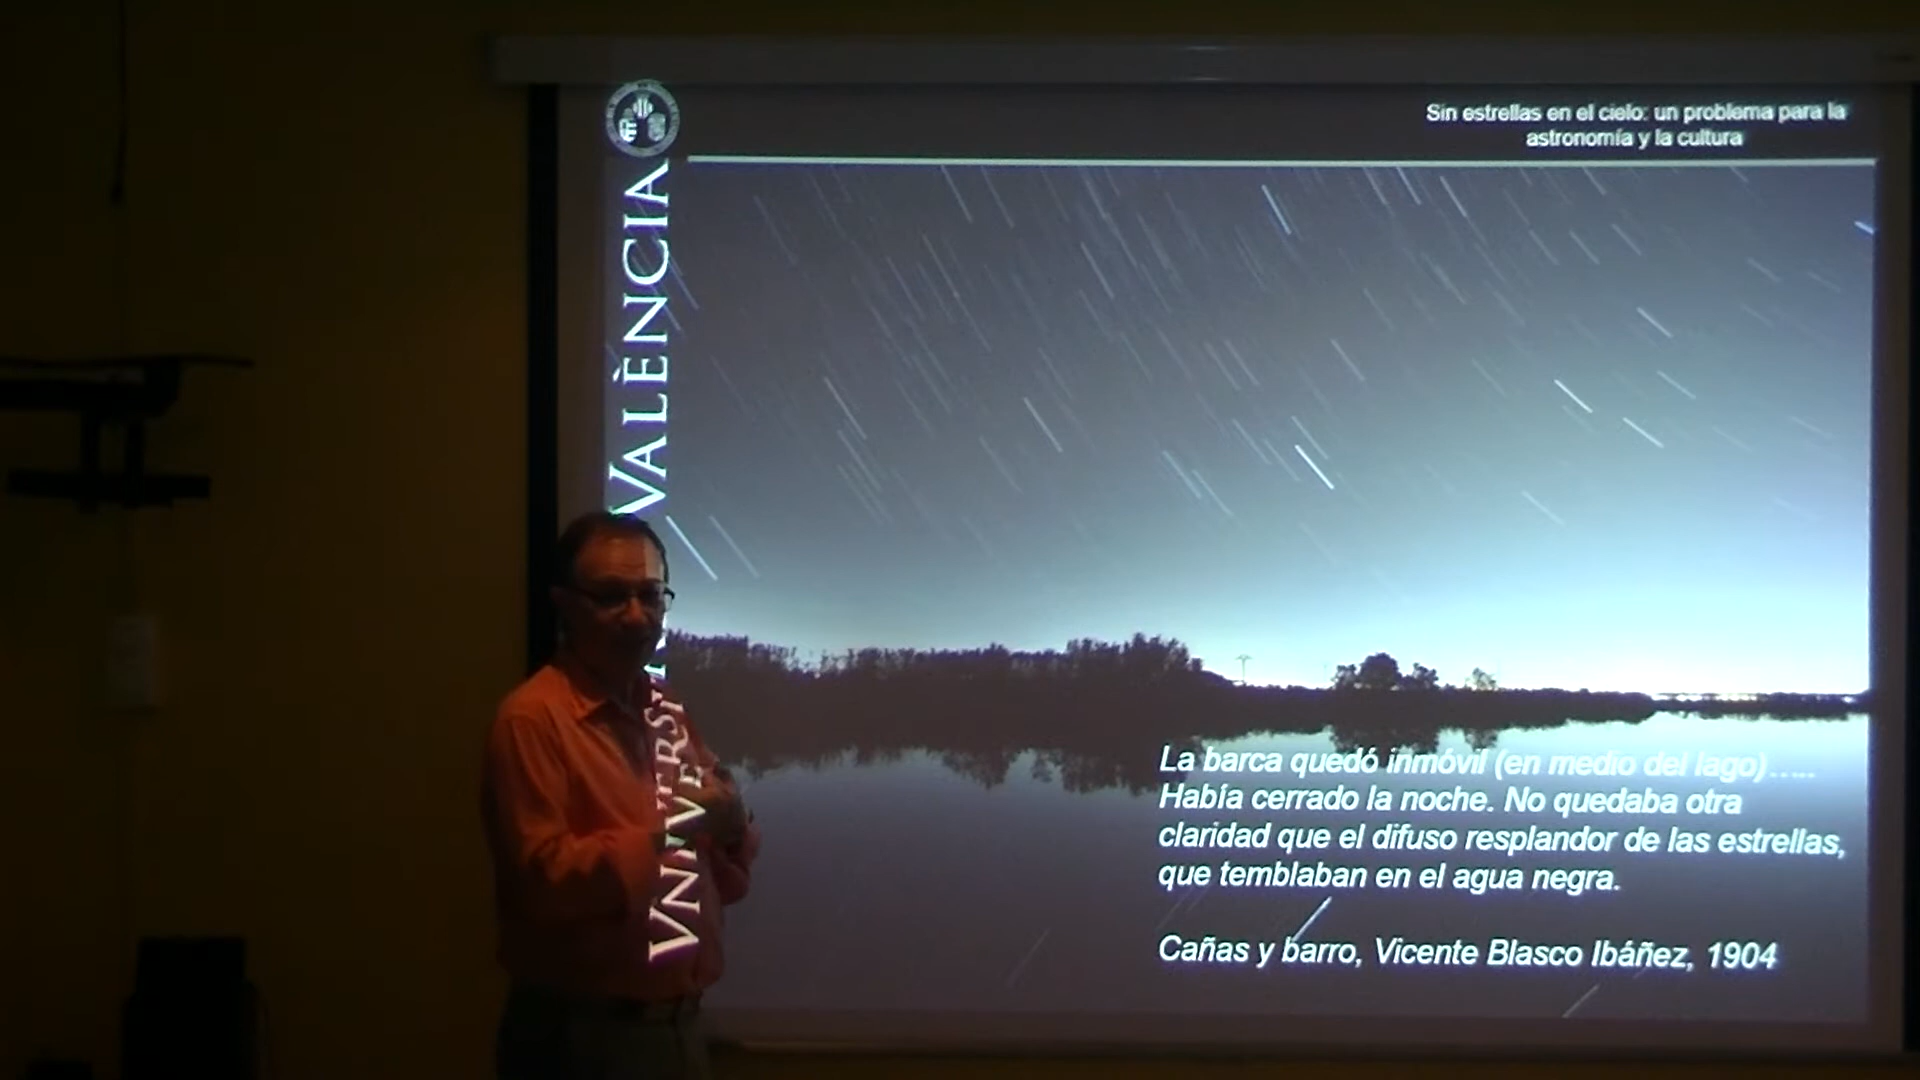 Sin estrellas en el cielo: un problema para la
astronomía y la cultura
VNIVERSI VALÈNCIA
La barca quedó inmóvil (en medio del lago).....
Había cerrado la noche. No quedaba otra
claridad que el difuso resplandor de las estrellas,
que temblaban en el agua negra.
Cañas y barro, Vicente Blasco Ibáñez, 1904